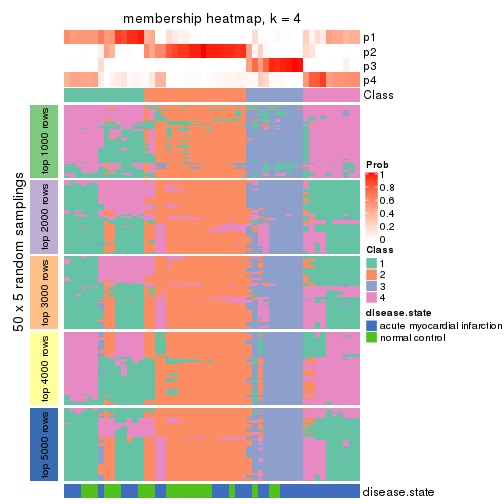 membership heatmap, k = 4
p1
p2
p3
p4
Class
50 x 5 random samplings
top 1000 rows
top 2000 rows
top 3000 rows
top 4000 rows
top 5000 rows
Prob
1
0.8
0.6
0.4
0.2
0
Class
1
2
3
4
disease.state
acute myocardial infarction
normal control
disease.state